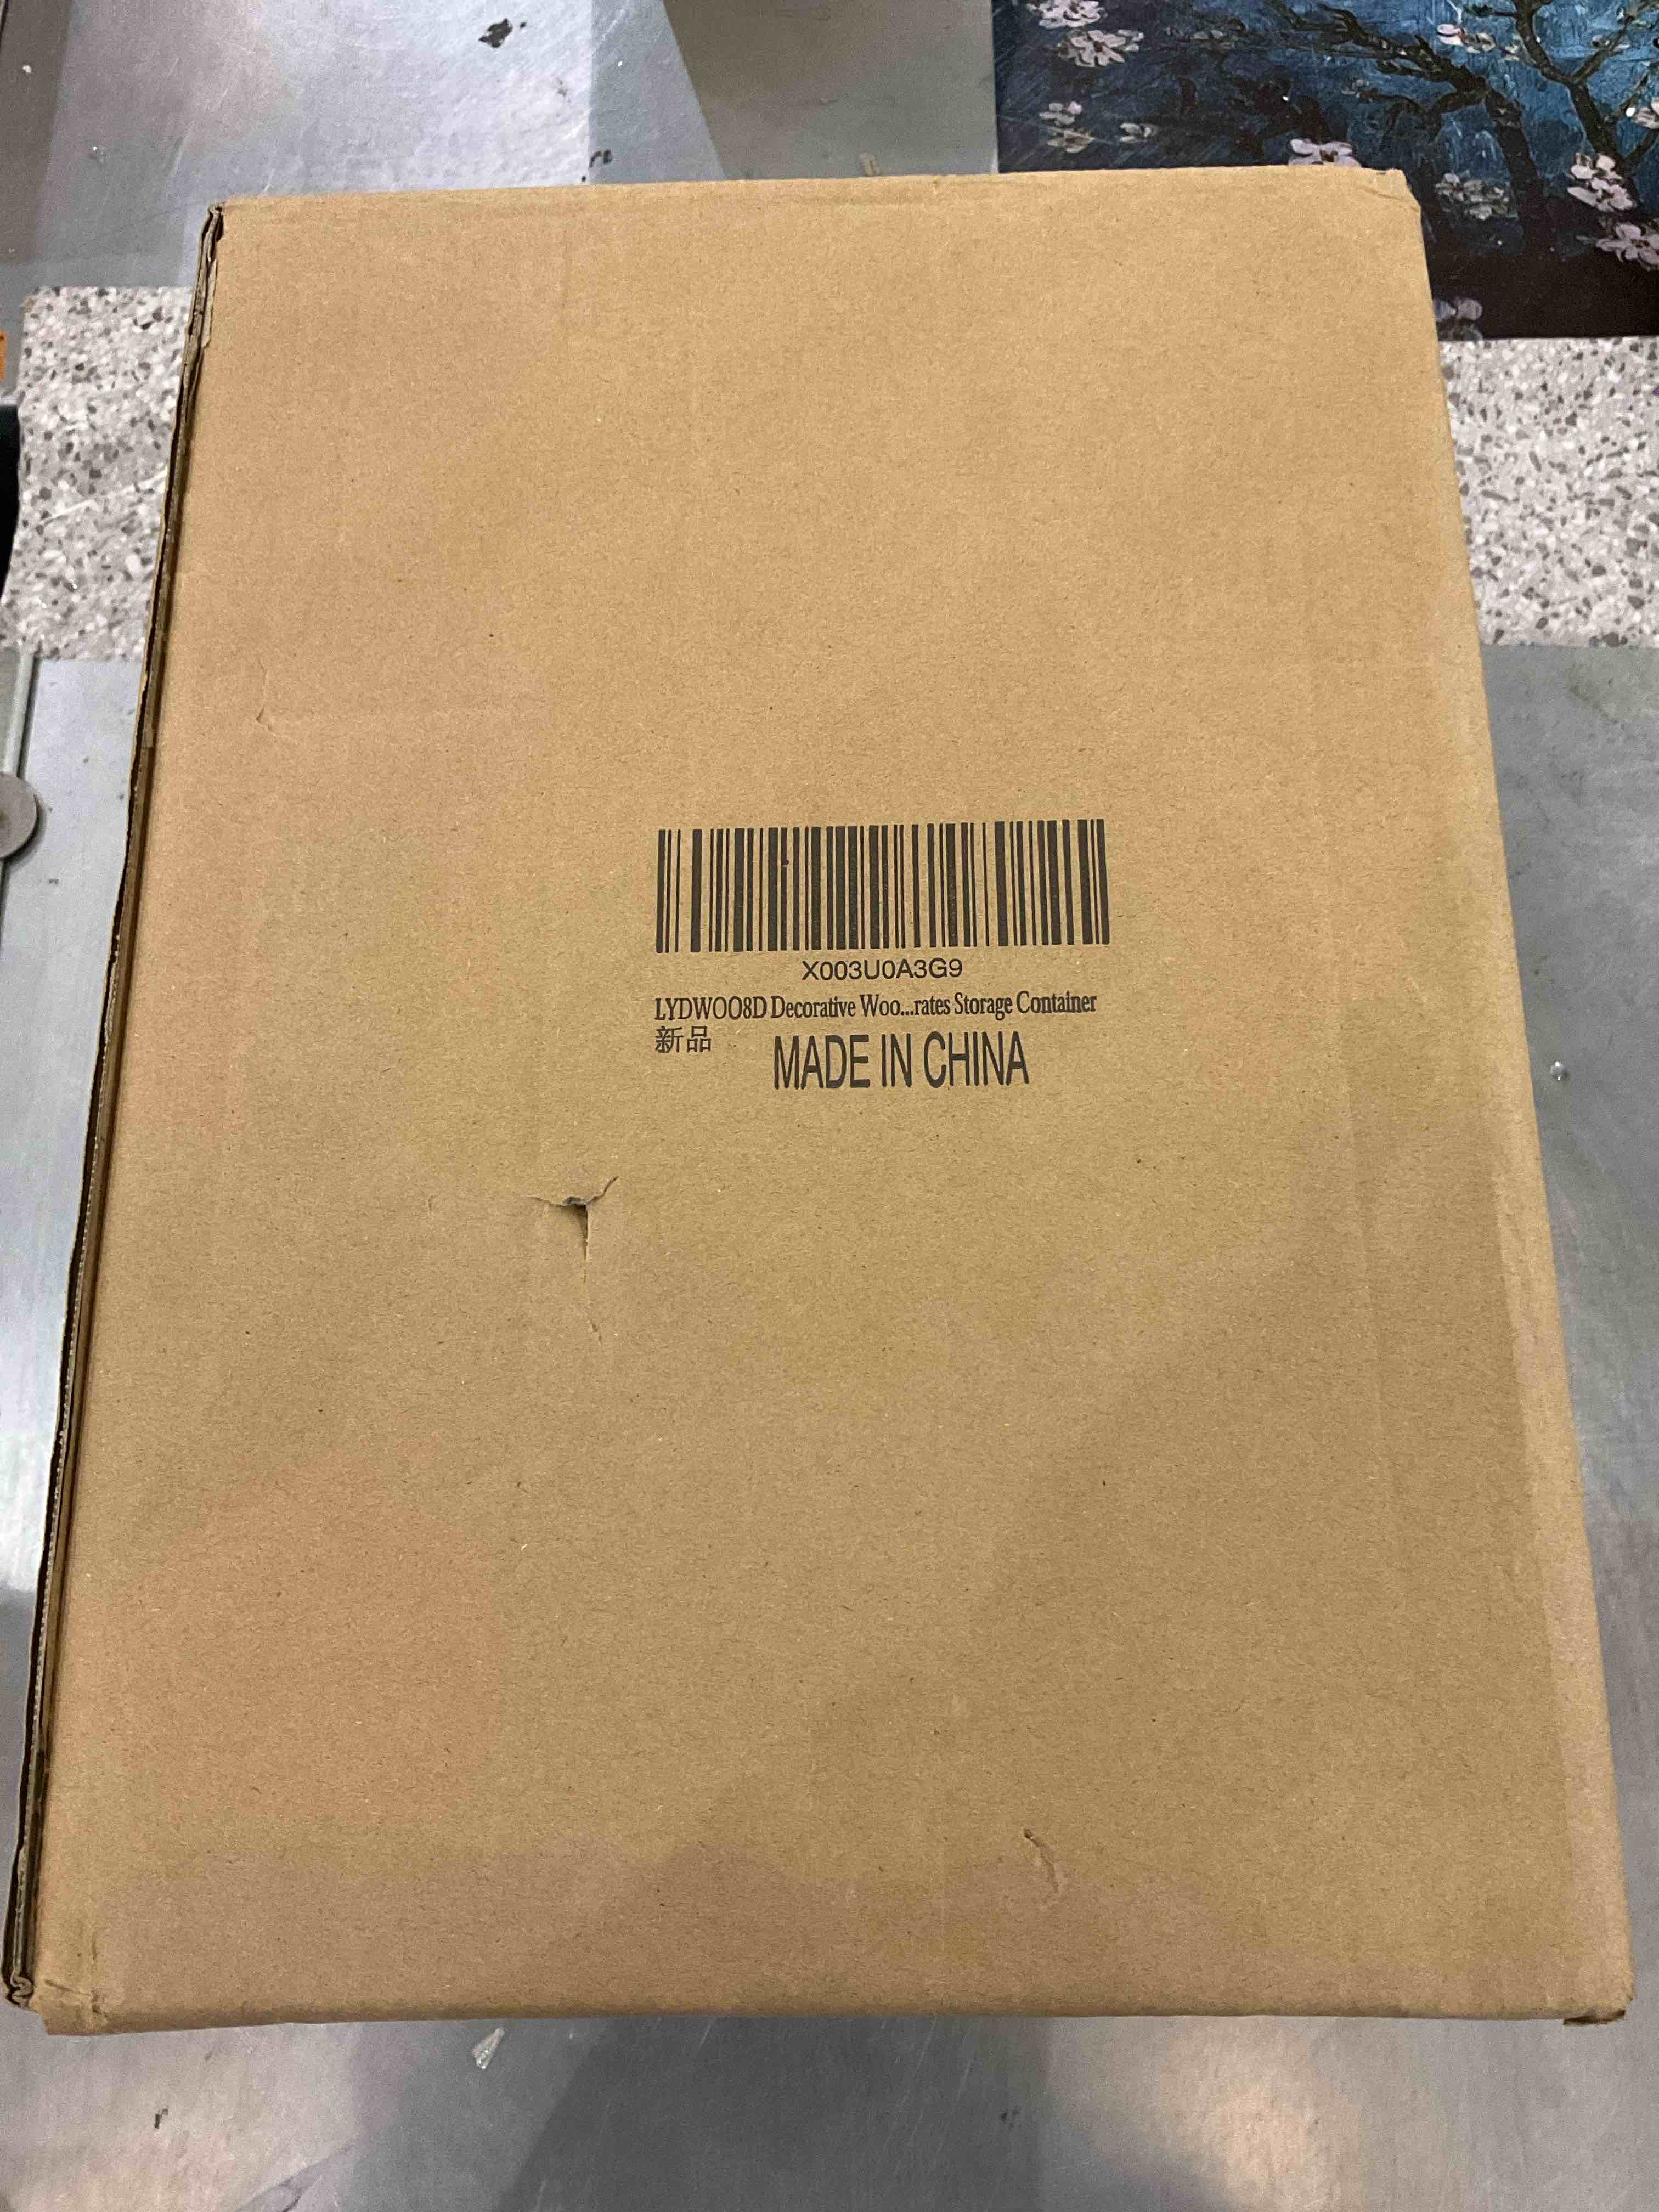 X003U0A3G9
LYDWOO8D Decorative Woo...rates Storage Container
新品
MADE IN CHINA